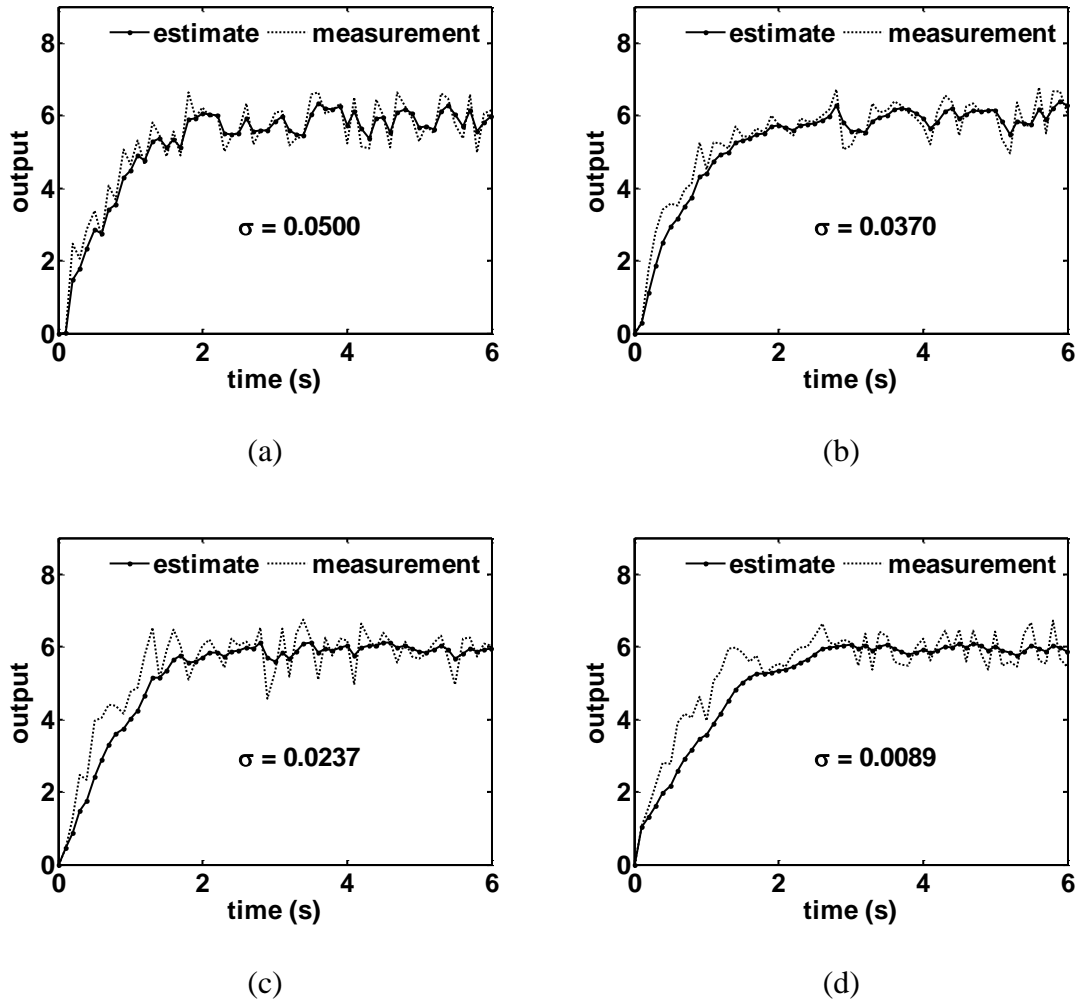 8
estimate measurement
6
output
4
σ = 0.0500
2
0
0 2 4 6
time (s)
(a)
8
estimate measurement
6
output
4
σ = 0.0370
2
0
0 2 4 6
time (s)
(b)
8
estimate measurement
6
output
4
σ = 0.0237
2
0
0 2 4 6
time (s)
(c)
8
estimate measurement
6
output
4
σ = 0.0089
2
0
0 2 4 6
time (s)
(d)